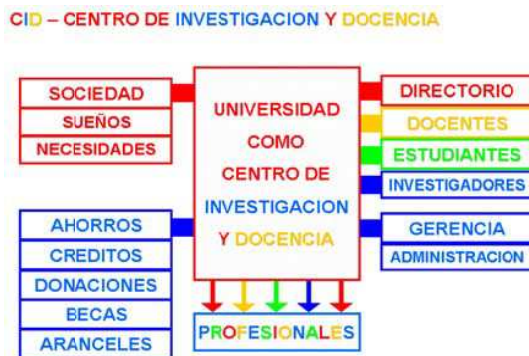 CID – CENTRO DE INVESTIGACION Y DOCENCIA
SOCIEDAD
SUEÑOS
NECESIDADES
AHORROS
CREDITOS
DONACIONES
BECAS
ARANCELES
UNIVERSIDAD
COMO
CENTRO DE
INVESTIGACION
Y DOCENCIA
DIRECTORIO
DOCENTES
ESTUDIANTES
INVESTIGADORES
GERENCIA
ADMINISTRACION
PROFESIONALES